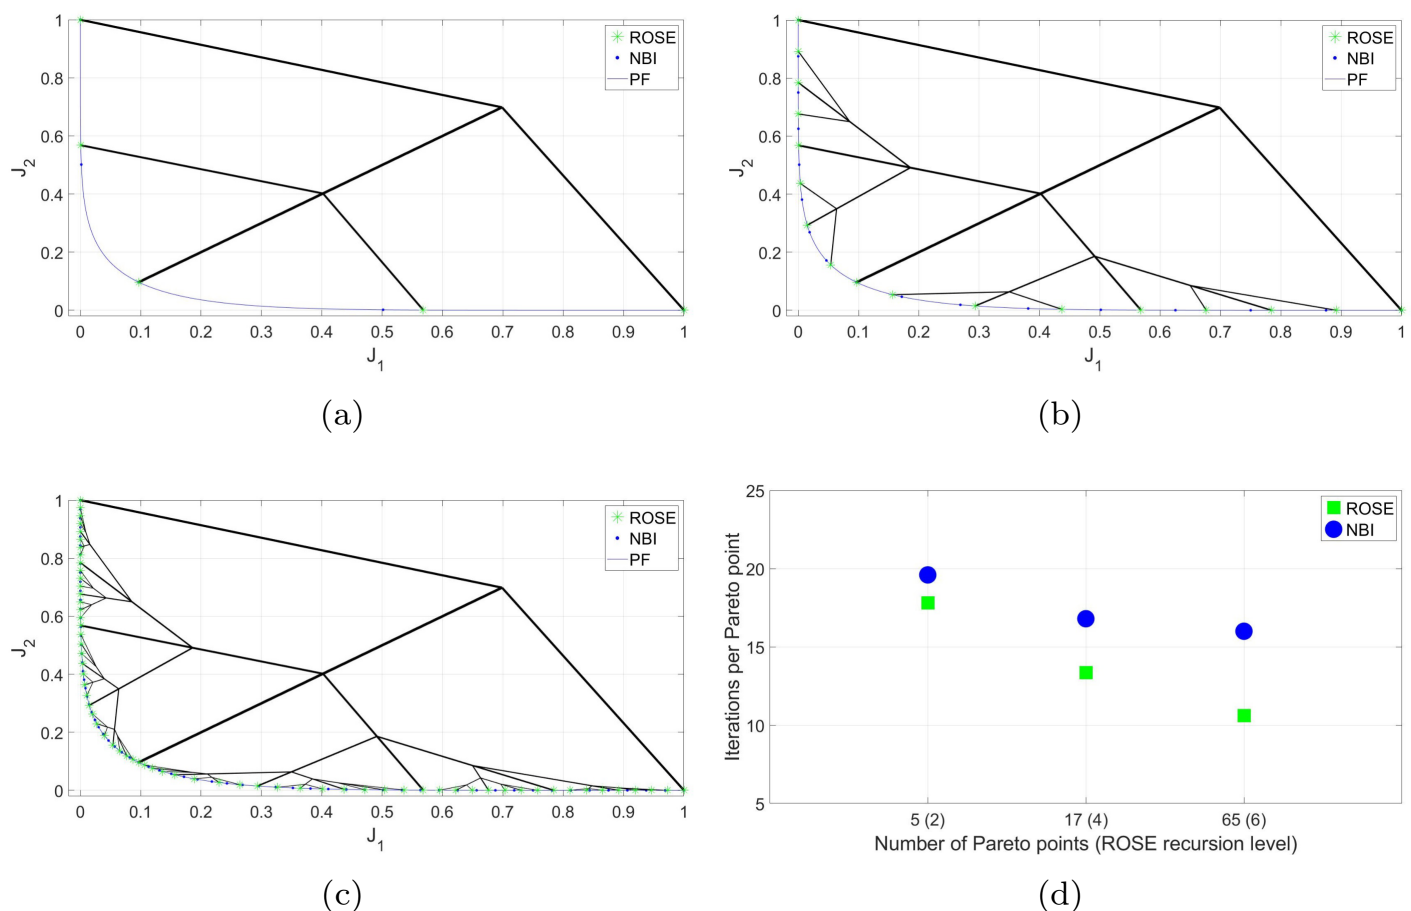 ROSE
NBI
PF
1
0.8
0.6
0.4
0.2
0
J2
0 0.1 0.2 0.3 0.4 0.5 0.6 0.7 0.8 0.9 1
J1
(a)
ROSE
NBI
PF
1
0.8
0.6
0.4
0.2
0
J2
0 0.1 0.2 0.3 0.4 0.5 0.6 0.7 0.8 0.9 1
J1
(b)
ROSE
NBI
PF
1
0.8
0.6
0.4
0.2
0
J2
0 0.1 0.2 0.3 0.4 0.5 0.6 0.7 0.8 0.9 1
J1
(c)
ROSE
NBI
25
20
15
10
5
Iterations per Pareto point
5 (2) 17 (4) 65 (6)
Number of Pareto points (ROSE recursion level)
(d)